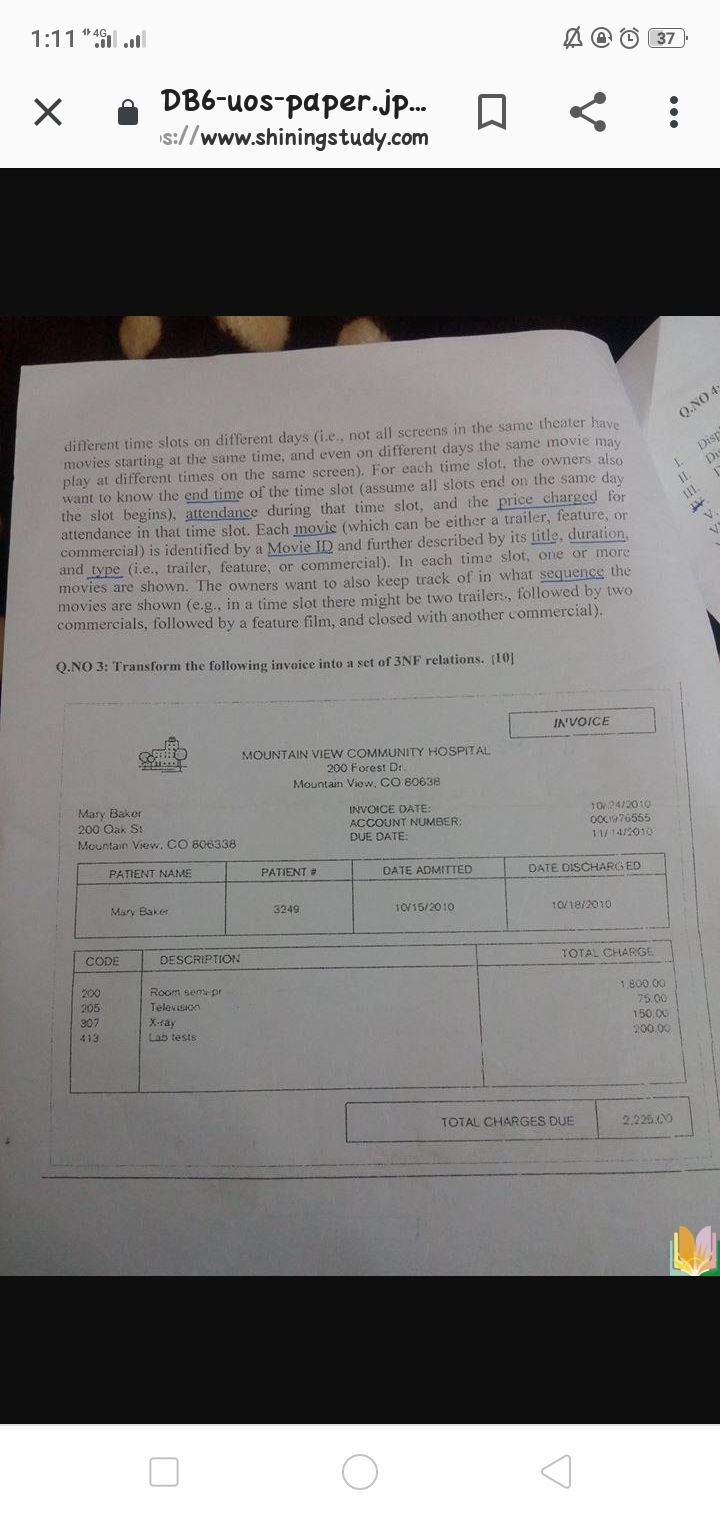 1:11 4G 37
DB6-uos-paper.jp...
s://www.shiningstudy.com
different time slots on different days (i.e., not all screens in the same theater have
movies starting at the same time, and even on different days the same movie may
play at different times on the same screen). For each time slot, the owners also
want to know the end time of the time slot (assume all slots end on the same day
the slot begins), attendance during that time slot, and the price charged for
attendance in that time slot. Each movie (which can be either a trailer, feature, or
commercial) is identified by a Movie ID and further described by its title, duration,
and type (i.e., trailer, feature, or commercial). In each time slot, one or more
movies are shown. The owners want to also keep track of in what sequence the
movies are shown (e.g., in a time slot there might be two trailers, followed by two
commercials, followed by a feature film, and closed with another commercial).
Q.NO 3: Transform the following invoice into a set of 3NF relations. [10]
INVOICE
MOUNTAIN VIEW COMMUNITY HOSPITAL
200 Forest Dr.
Mountain View, CO 80638
Mary Baker
200 Oak St
Mountain View, CO 806338
INVOICE DATE: 10/24/2010
ACCOUNT NUMBER: 000976555
DUE DATE: 11/14/2010
PATIENT NAME PATIENT # DATE ADMITTED DATE DISCHARGED
Mary Baker 3249 10/15/2010 10/18/2010
CODE DESCRIPTION TOTAL CHARGE
200 Room semi-pr 1,800.00
205 Television 75.00
307 X-ray 150.00
413 Lab tests 200.00
TOTAL CHARGES DUE 2,225.00
Q.NO 4:
I.
II.
III.
V.